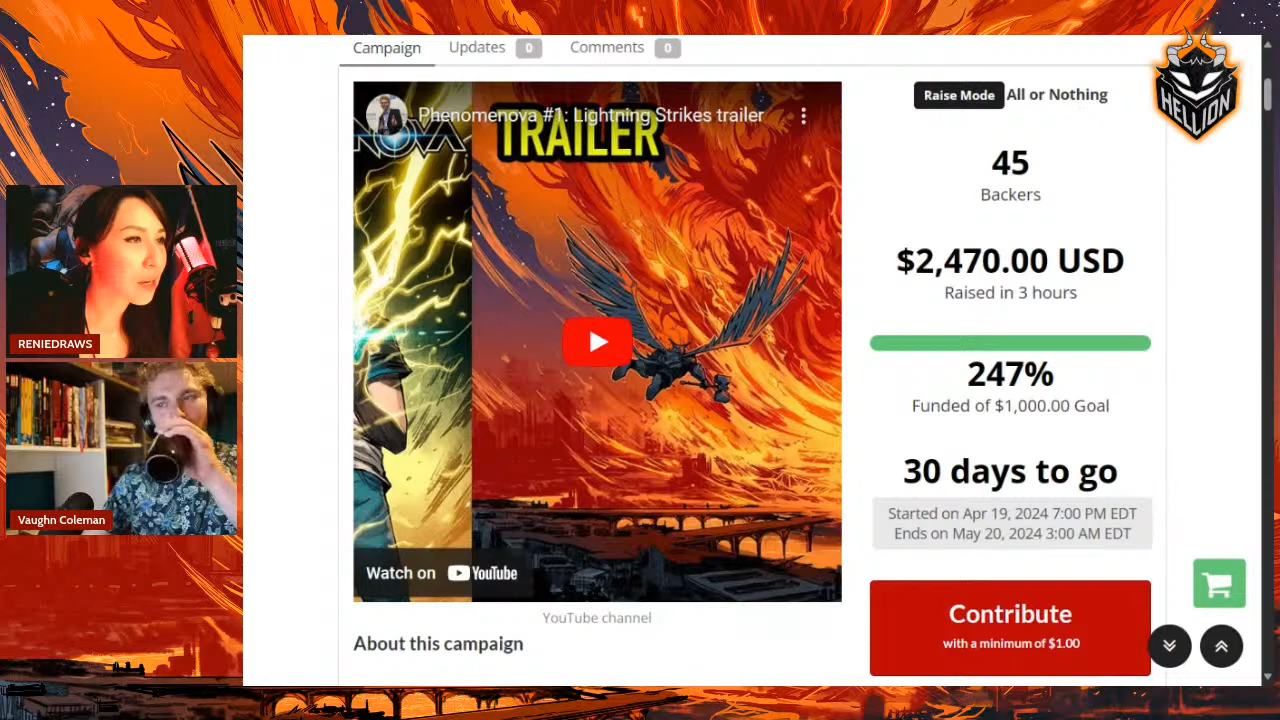 Campaign
Updates 0
Comments 0
Phenomenova #1: Lightning Strikes trailer
NOVA
TRAILER
Watch on YouTube
YouTube channel
About this campaign
Raise Mode All or Nothing
45
Backers
$2,470.00 USD
Raised in 3 hours
247%
Funded of $1,000.00 Goal
30 days to go
Started on Apr 19, 2024 7:00 PM EDT
Ends on May 20, 2024 3:00 AM EDT
Contribute
with a minimum of $1.00
HELLION
RENIEDRAWS
Vaughn Coleman